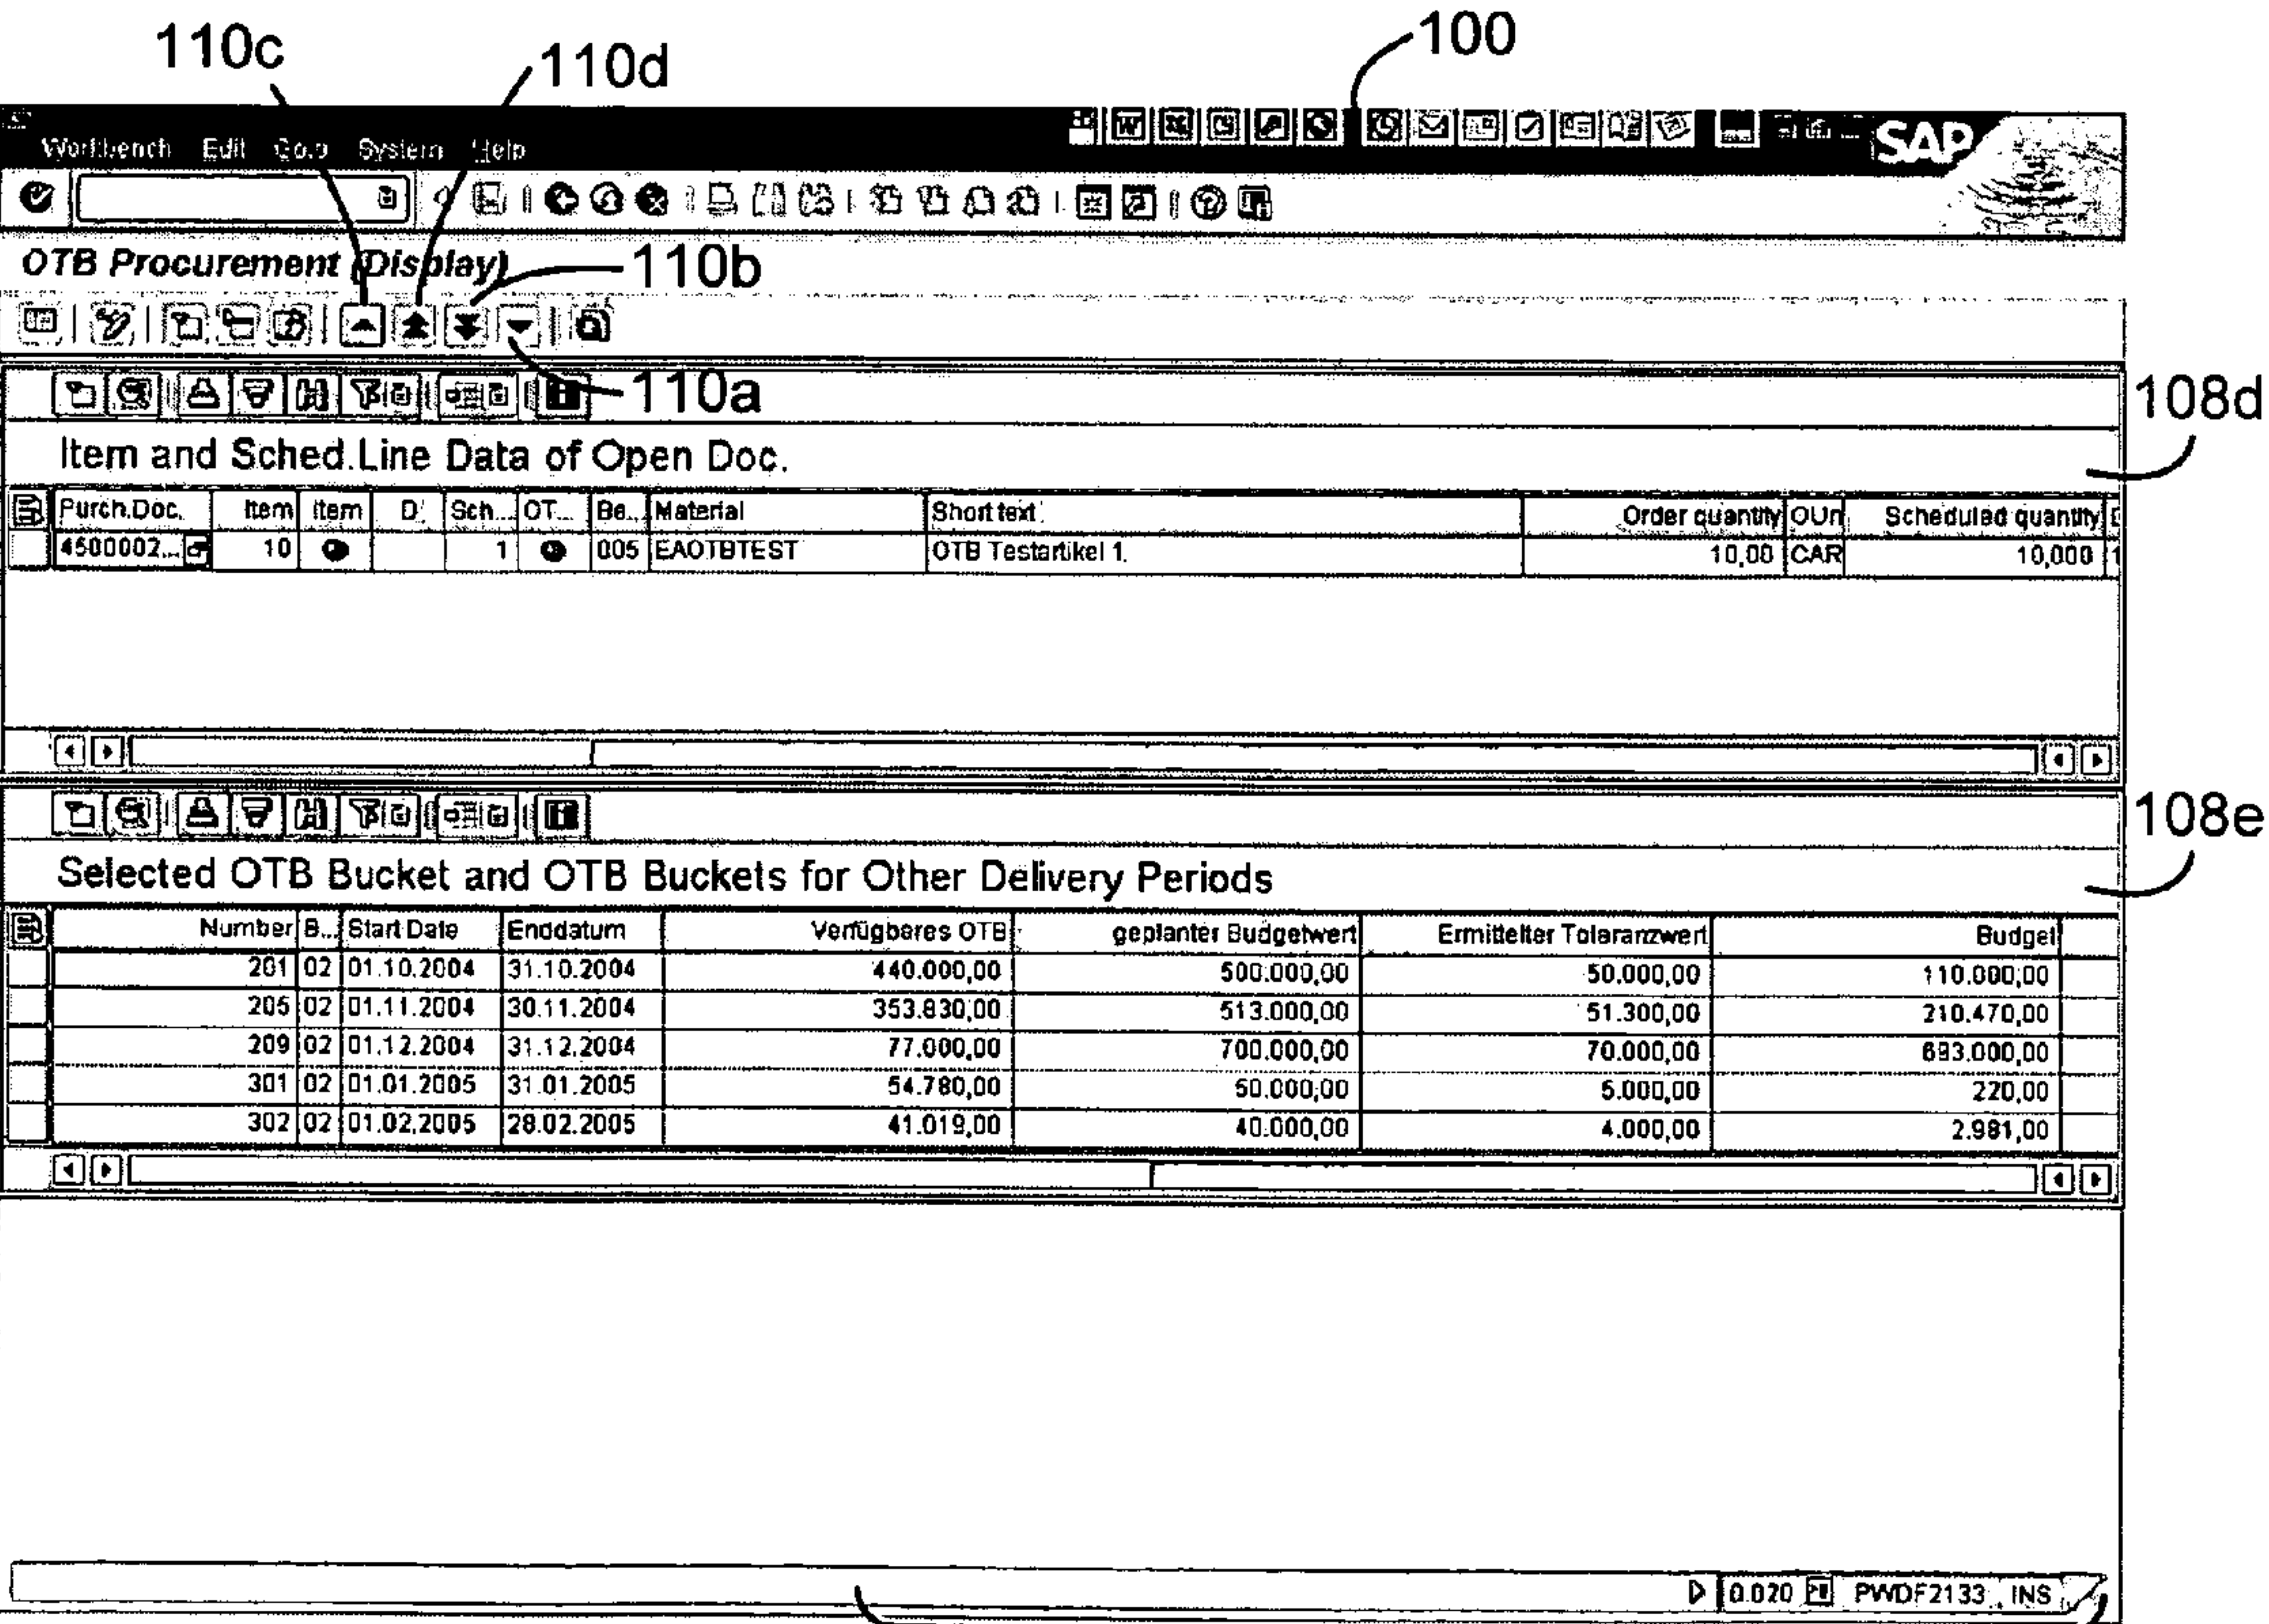 110c
110d
100
Workbench Edit Goto System Help
SAP
OTB Procurement (Display)
110b
110a
108d
Item and Sched.Line Data of Open Doc.
Purch.Doc. Item Item D. Sch... OT... Be... Material Short text Order quantity OUn Scheduled quantity
4500002... 10 1 005 EAOTBTEST OTB Testartikel 1. 10,00 CAR 10,000
108e
Selected OTB Bucket and OTB Buckets for Other Delivery Periods
Number B... Start Date Enddatum Verfügbares OTB geplanter Budgetwert Ermittelter Toleranzwert Budget
201 02 01.10.2004 31.10.2004 440.000,00 500.000,00 50.000,00 110.000,00
205 02 01.11.2004 30.11.2004 353.830,00 513.000,00 51.300,00 210.470,00
209 02 01.12.2004 31.12.2004 77.000,00 700.000,00 70.000,00 693.000,00
301 02 01.01.2005 31.01.2005 54.780,00 50.000,00 5.000,00 220,00
302 02 01.02.2005 28.02.2005 41.019,00 40.000,00 4.000,00 2.981,00
0.020 PWDF2133 INS